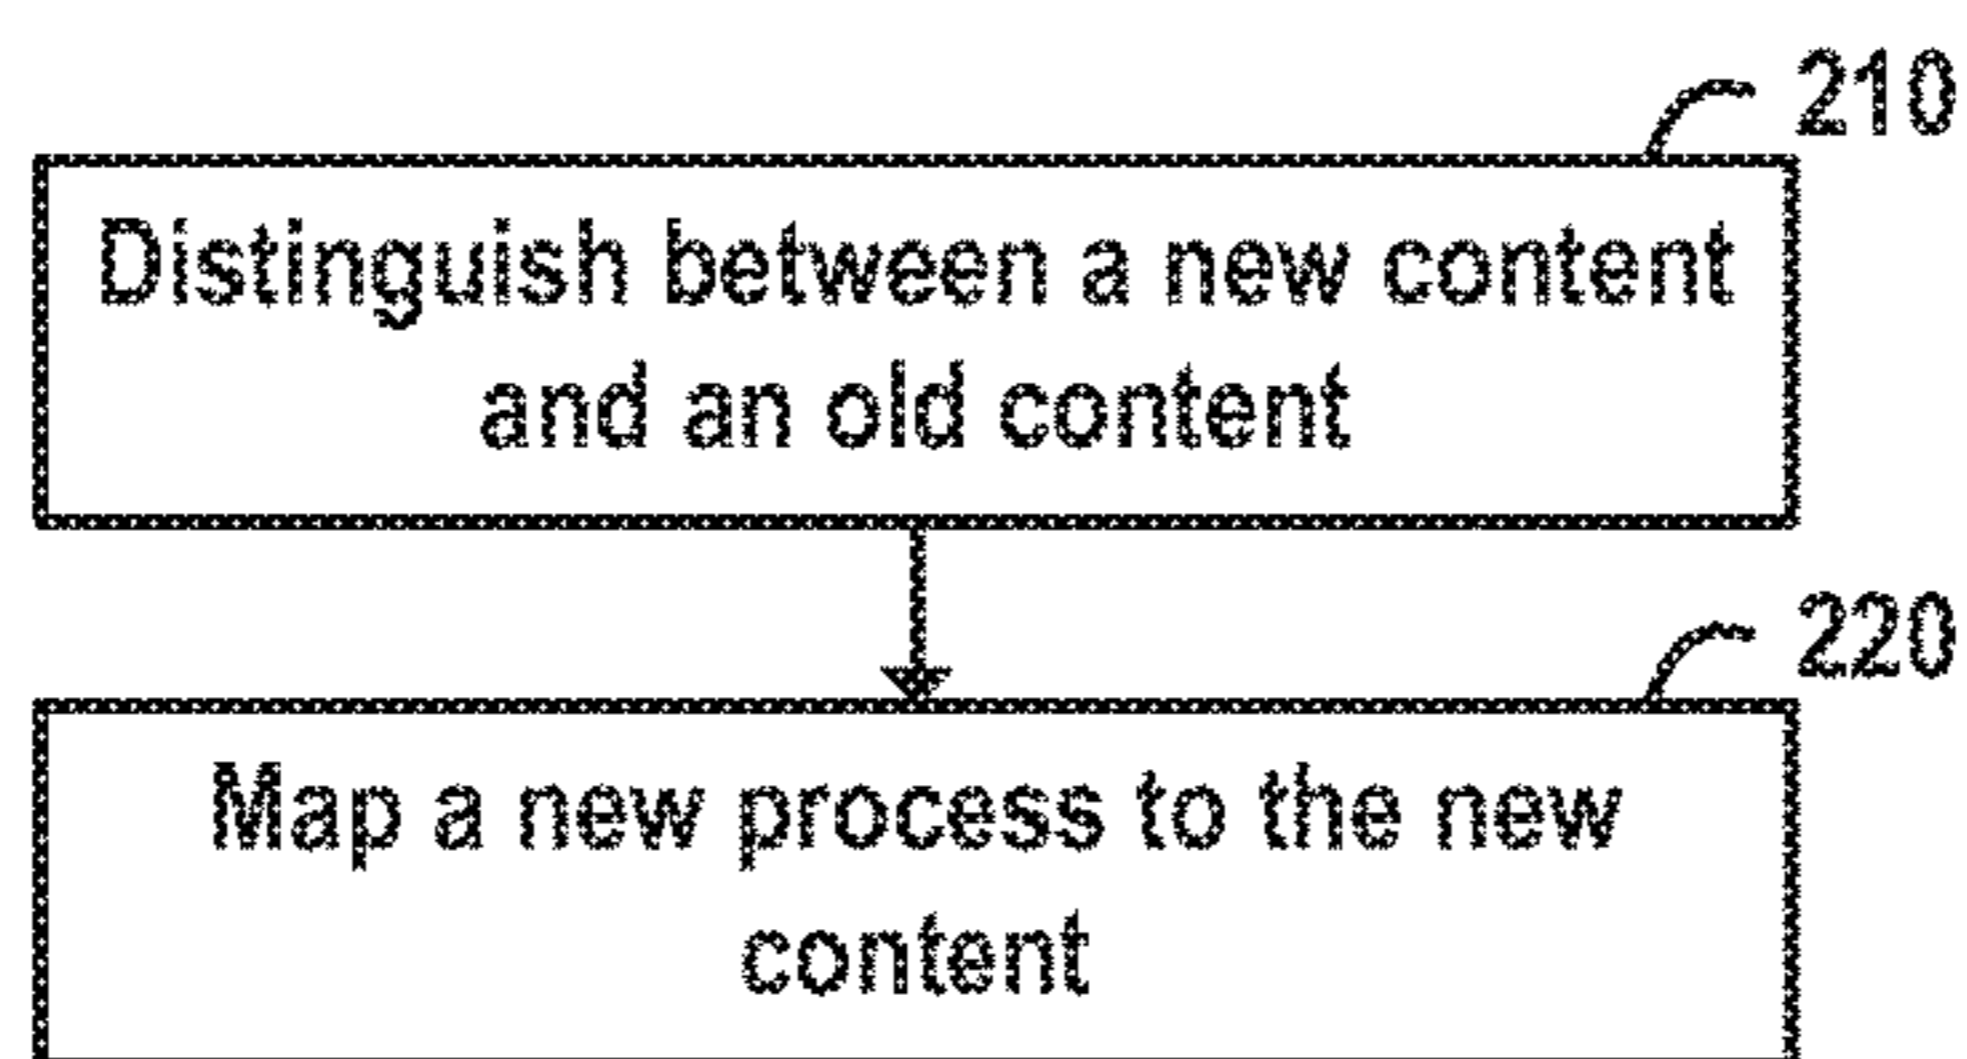 210
Distinguish between a new content
and an old content
220
Map a new process to the new
content